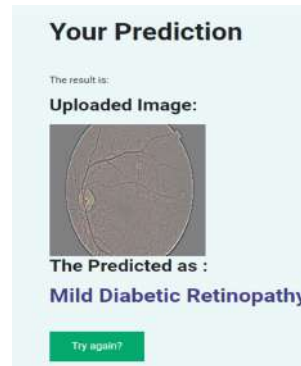 Your Prediction
The result is:
Uploaded Image:
The Predicted as :
Mild Diabetic Retinopathy
Try again?